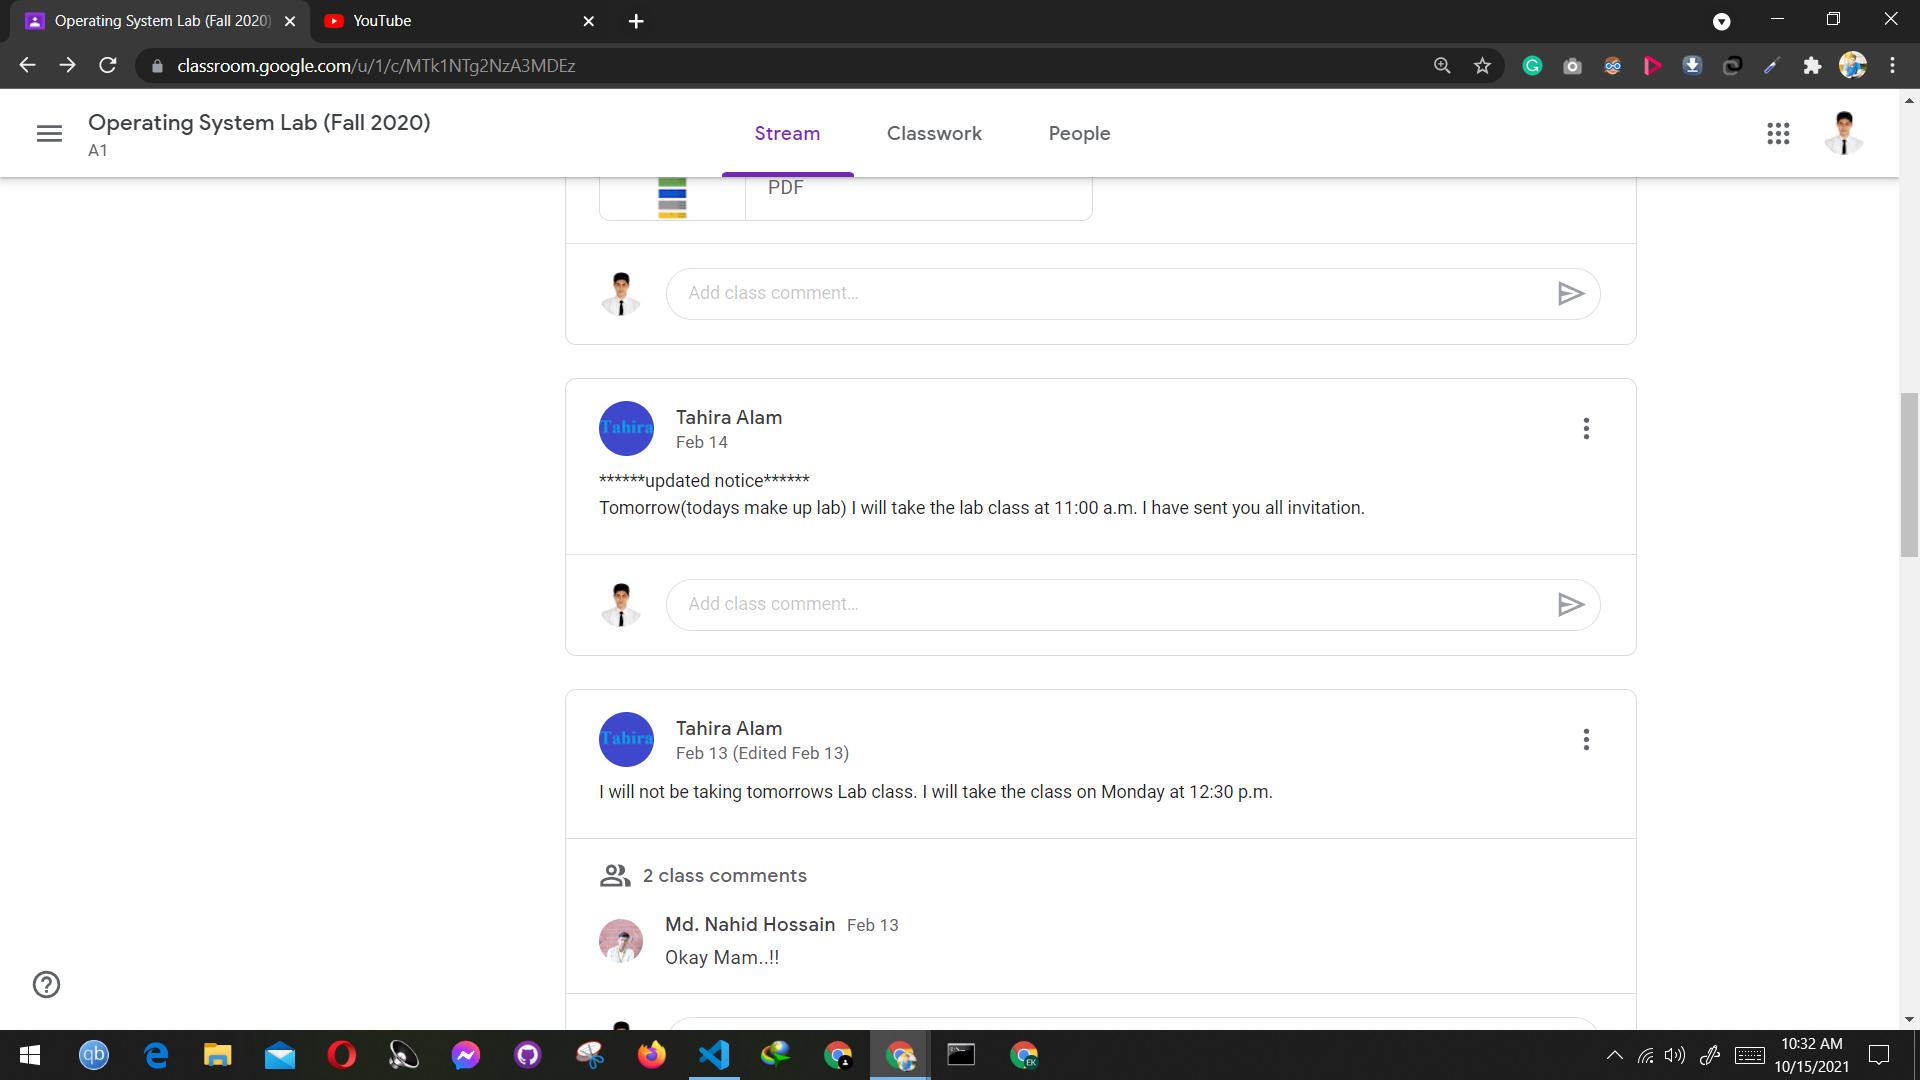 Operating System Lab (Fall 2020)
YouTube
classroom.google.com/u/1/c/MTk1NTg2NzA3MDEz
Operating System Lab (Fall 2020)
A1
Stream
Classwork
People
PDF
Add class comment...
Tahira
Tahira Alam
Feb 14
******updated notice******
Tomorrow(todays make up lab) I will take the lab class at 11:00 a.m. I have sent you all invitation.
Add class comment...
Tahira
Tahira Alam
Feb 13 (Edited Feb 13)
I will not be taking tomorrows Lab class. I will take the class on Monday at 12:30 p.m.
2 class comments
Md. Nahid Hossain Feb 13
Okay Mam..!!
qb
EK
10:32 AM
10/15/2021